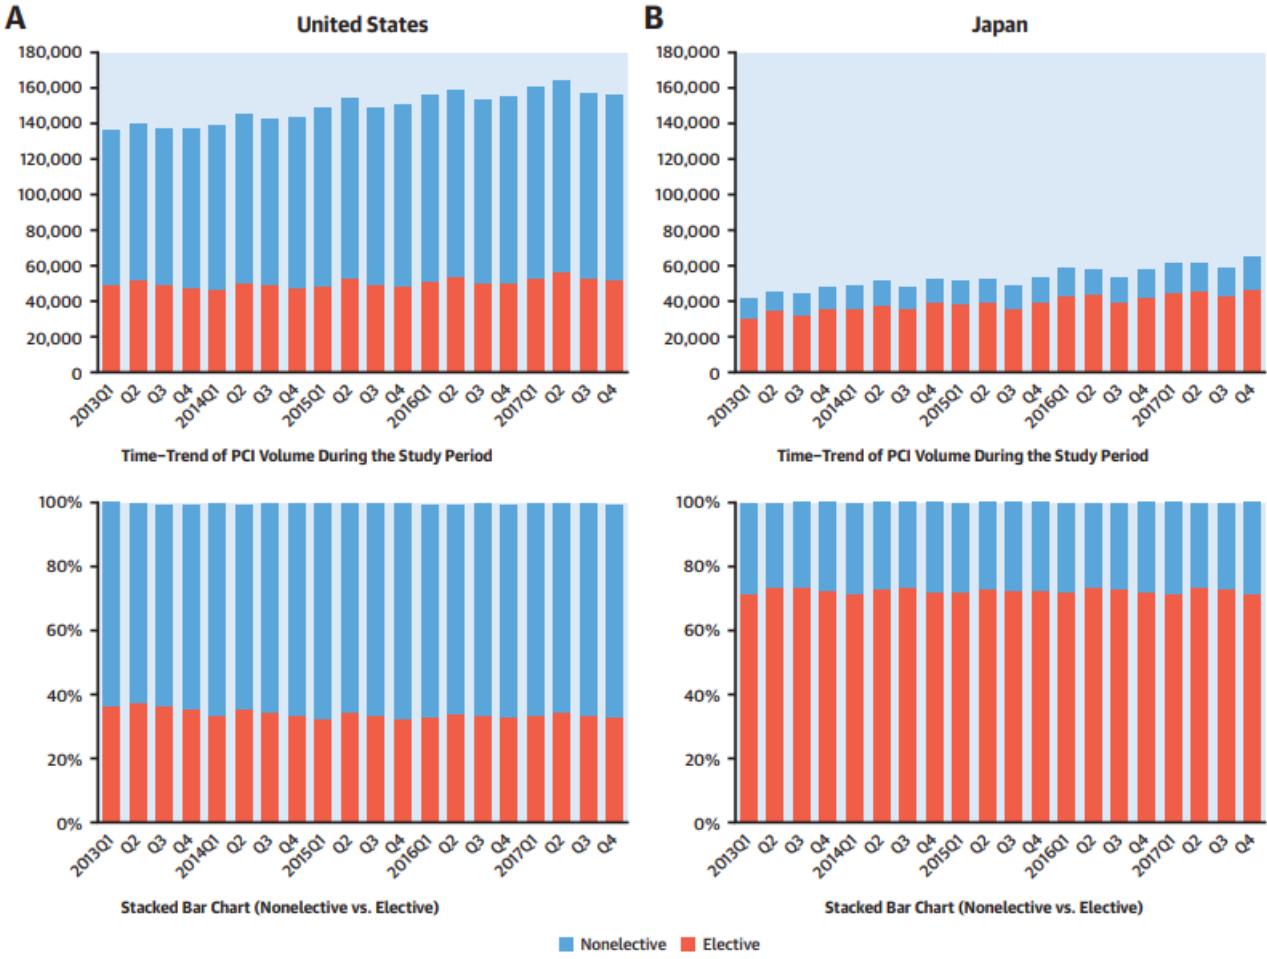 A
United States
180,000
160,000
140,000
120,000
100,000
80,000
60,000
40,000
20,000
0
2013Q1 Q2 Q3 Q4 2014Q1 Q2 Q3 Q4 2015Q1 Q2 Q3 Q4 2016Q1 Q2 Q3 Q4 2017Q1 Q2 Q3 Q4
Time–Trend of PCI Volume During the Study Period
B
Japan
180,000
160,000
140,000
120,000
100,000
80,000
60,000
40,000
20,000
0
2013Q1 Q2 Q3 Q4 2014Q1 Q2 Q3 Q4 2015Q1 Q2 Q3 Q4 2016Q1 Q2 Q3 Q4 2017Q1 Q2 Q3 Q4
Time–Trend of PCI Volume During the Study Period
100%
80%
60%
40%
20%
0%
2013Q1 Q2 Q3 Q4 2014Q1 Q2 Q3 Q4 2015Q1 Q2 Q3 Q4 2016Q1 Q2 Q3 Q4 2017Q1 Q2 Q3 Q4
Stacked Bar Chart (Nonelective vs. Elective)
100%
80%
60%
40%
20%
0%
2013Q1 Q2 Q3 Q4 2014Q1 Q2 Q3 Q4 2015Q1 Q2 Q3 Q4 2016Q1 Q2 Q3 Q4 2017Q1 Q2 Q3 Q4
Stacked Bar Chart (Nonelective vs. Elective)
Nonelective Elective